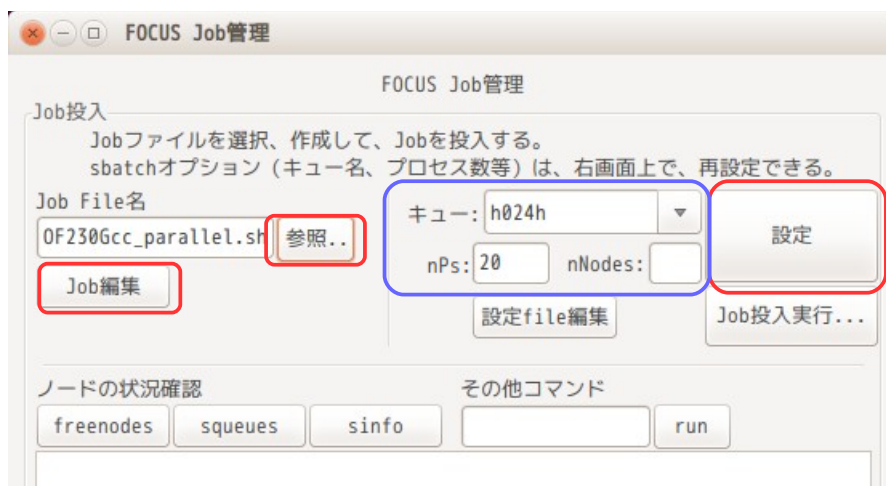 FOCUS Job管理
FOCUS Job管理
Job投入
Jobファイルを選択、作成して、Jobを投入する。
sbatchオプション（キュー名、プロセス数等）は、右画面上で、再設定できる。
Job File名
OF230Gcc_parallel.sh 参照..
キュー: h024h
設定
nPs: 20 nNodes:
Job編集
設定file編集
Job投入実行...
ノードの状況確認
その他コマンド
freenodes squeues sinfo
run